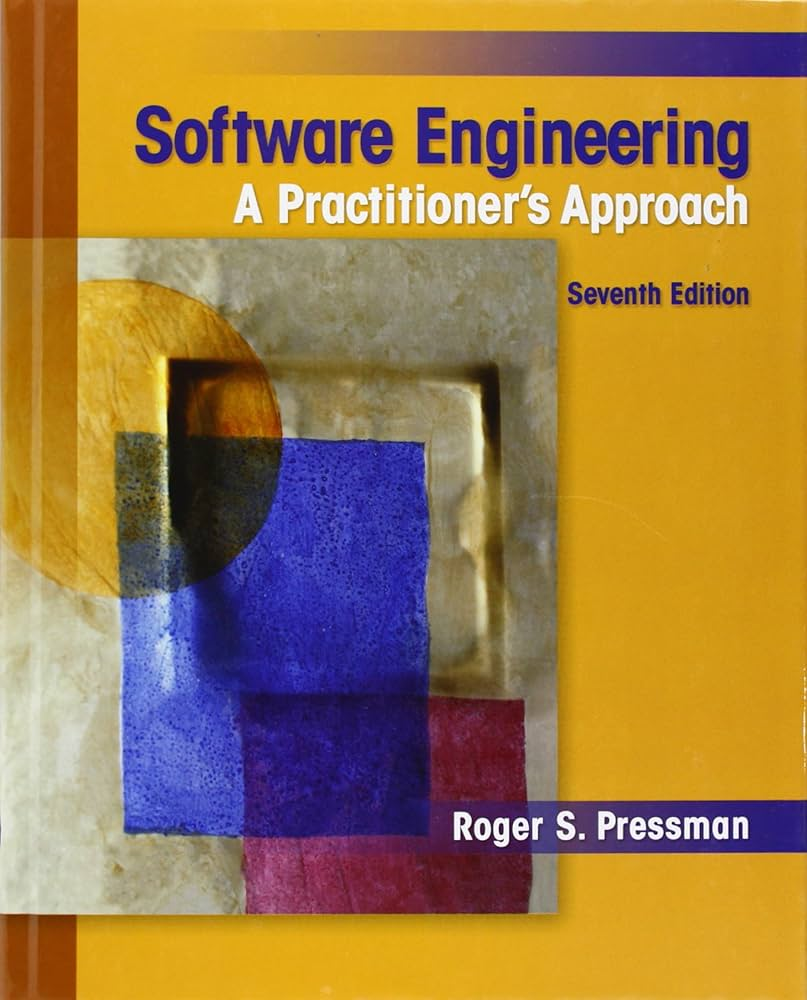 Software Engineering
A Practitioner's Approach
Seventh Edition
Roger S. Pressman